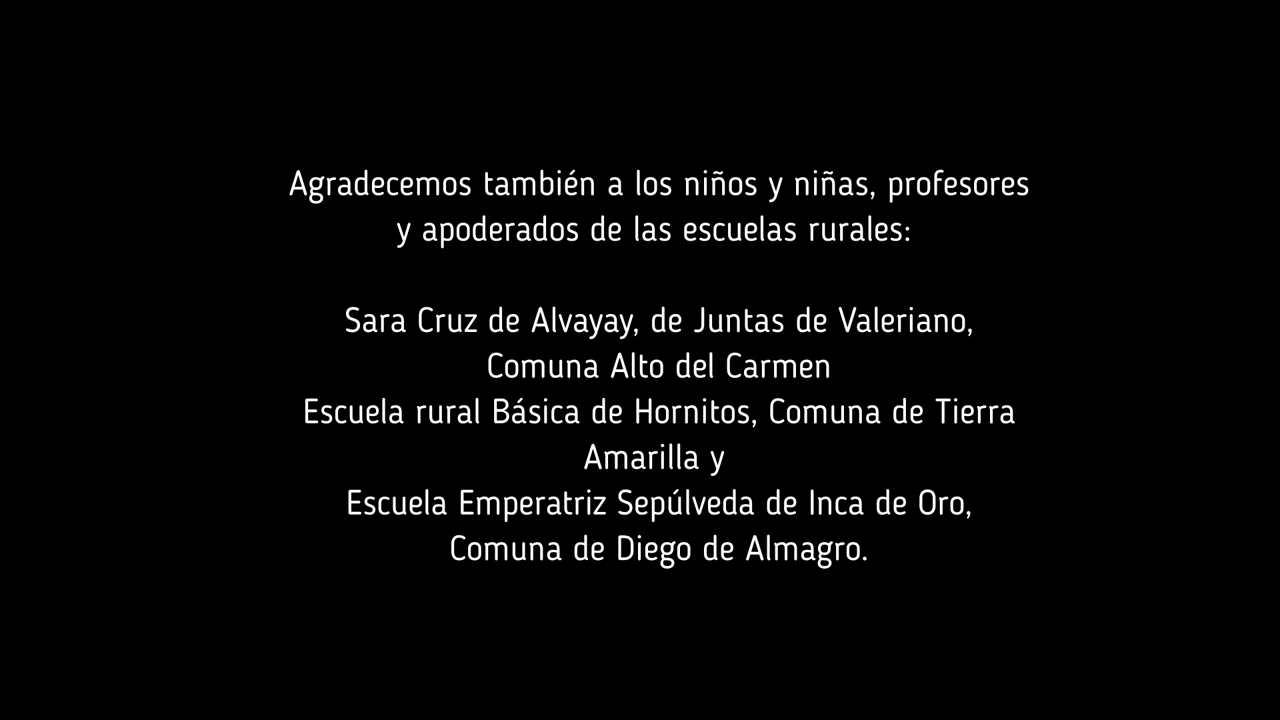 Agradecemos también a los niños y niñas, profesores
y apoderados de las escuelas rurales:
Sara Cruz de Alvayay, de Juntas de Valeriano,
Comuna Alto del Carmen
Escuela rural Básica de Hornitos, Comuna de Tierra
Amarilla y
Escuela Emperatriz Sepúlveda de Inca de Oro,
Comuna de Diego de Almagro.